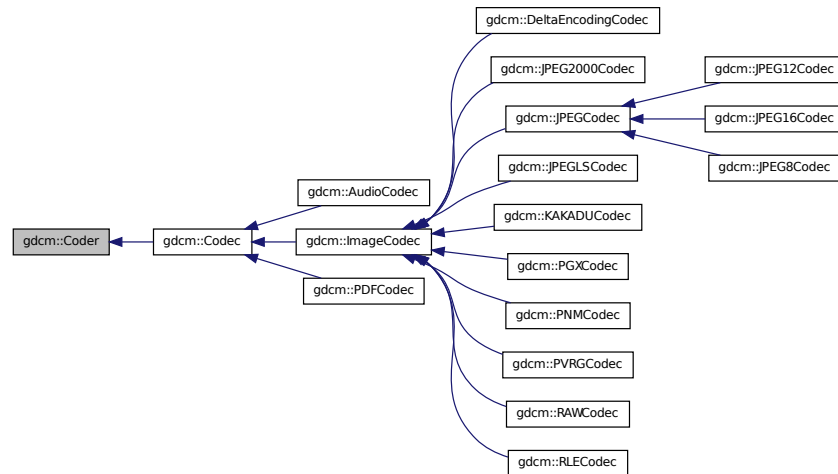 gdcm::DeltaEncodingCodec
gdcm::JPEG2000Codec
gdcm::JPEG12Codec
gdcm::JPEGCodec
gdcm::JPEG16Codec
gdcm::JPEGLSCodec
gdcm::JPEG8Codec
gdcm::AudioCodec
gdcm::KAKADUCodec
gdcm::Coder
gdcm::Codec
gdcm::ImageCodec
gdcm::PGXCodec
gdcm::PDFCodec
gdcm::PNMCodec
gdcm::PVRGCodec
gdcm::RAWCodec
gdcm::RLECodec